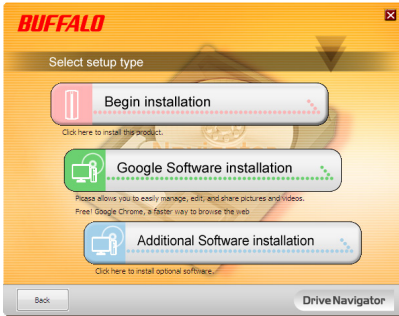 BUFFALO
Select setup type
Begin installation
Click here to install this product.
Google Software installation
Picasa allows you to easily manage, edit, and share pictures and videos.
Free! Google Chrome, a faster way to browse the web
Additional Software installation
Click here to install optional software.
Back
DriveNavigator